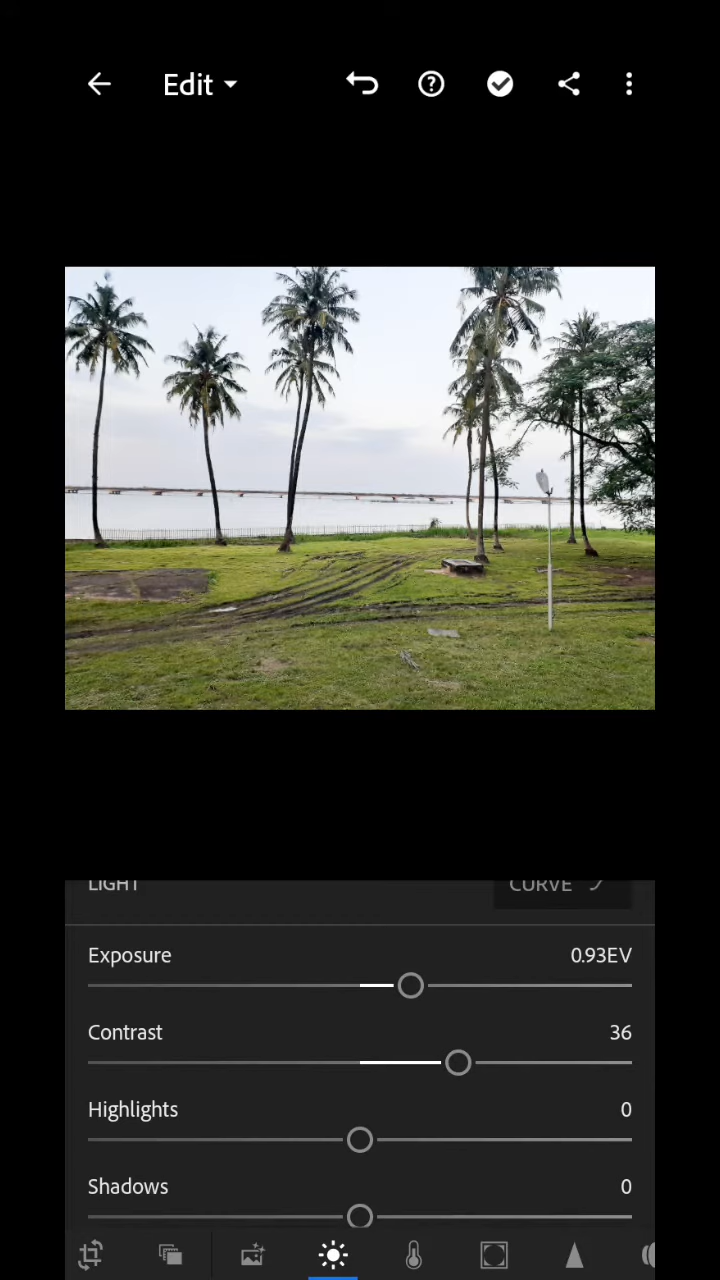 Edit
LIGHT
CURVE
Exposure 0.93EV
Contrast 36
Highlights 0
Shadows 0